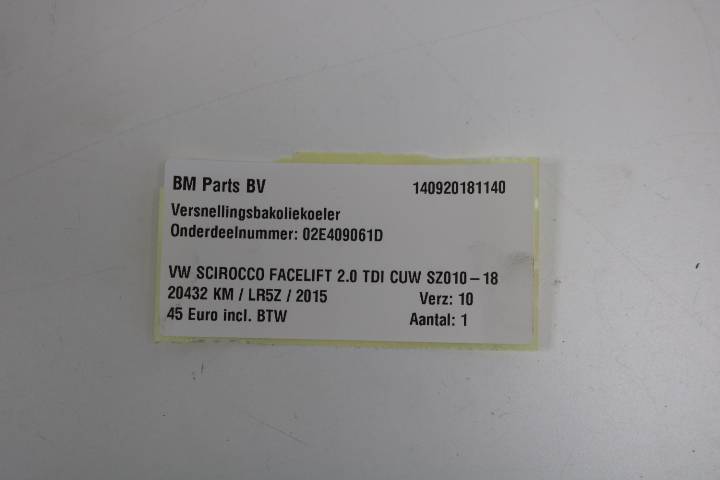 BM Parts BV 140920181140
Versnellingsbakoliekoeler
Onderdeelnummer: 02E409061D
VW SCIROCCO FACELIFT 2.0 TDI CUW SZ010-18
20432 KM / LR5Z / 2015 Verz: 10
45 Euro incl. BTW Aantal: 1